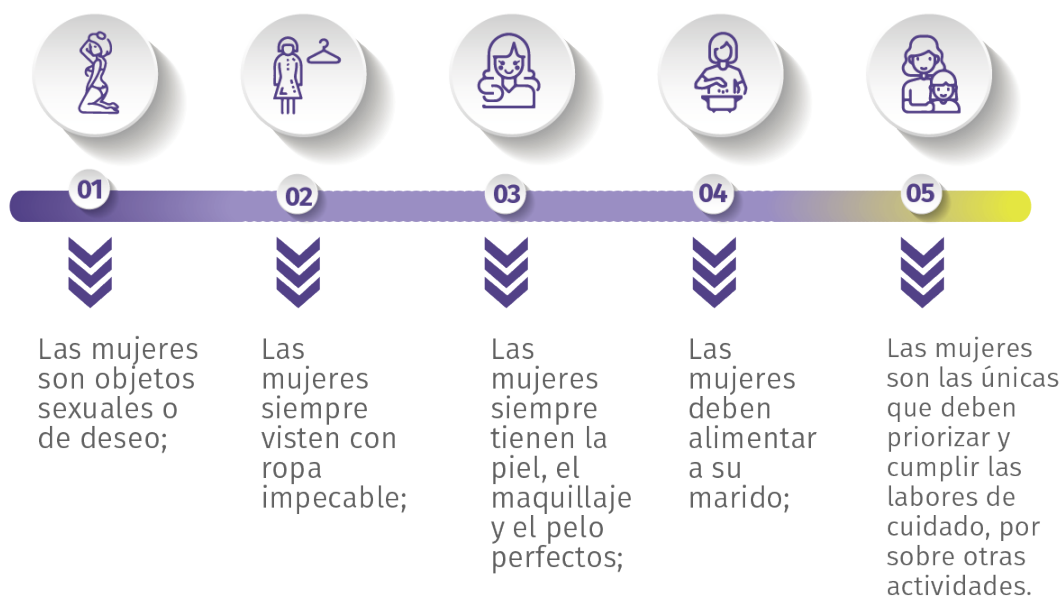 01
02
03
04
05
Las mujeres
son objetos
sexuales o
de deseo;
Las
mujeres
siempre
visten con
ropa
impecable;
Las
mujeres
siempre
tienen la
piel, el
maquillaje
y el pelo
perfectos;
Las
mujeres
deben
alimentar
a su
marido;
Las mujeres
son las únicas
que deben
priorizar y
cumplir las
labores de
cuidado, por
sobre otras
actividades.